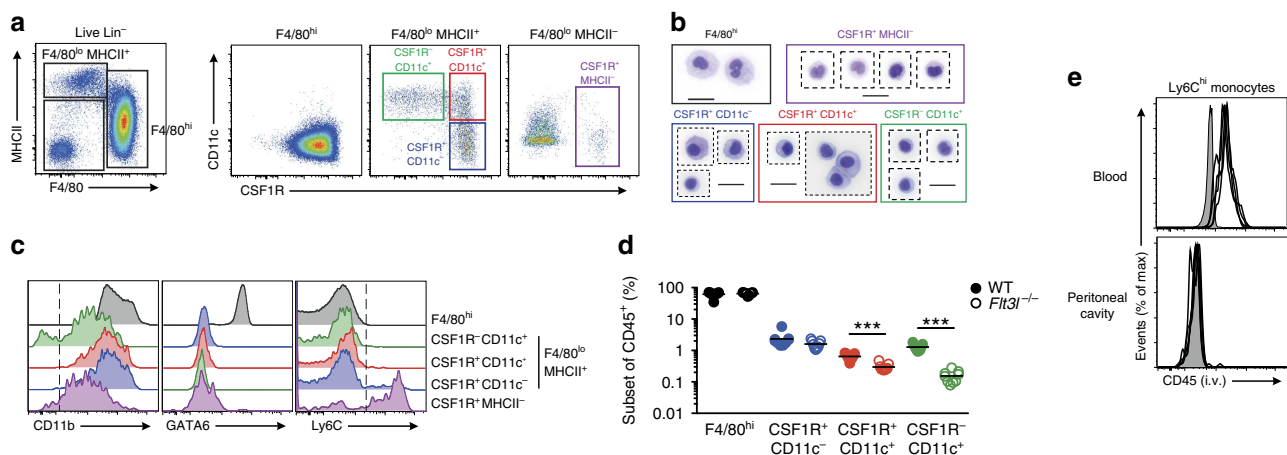 a
Live Lin⁻
F4/80ˡᵒ MHCII⁺
F4/80ʰⁱ
MHCII
F4/80
F4/80ʰⁱ
F4/80ˡᵒ MHCII⁺
F4/80ˡᵒ MHCII⁻
CSF1R⁻
CD11c⁺
CSF1R⁺
CD11c⁺
CSF1R⁺
CD11c⁻
CSF1R⁺
MHCII⁻
CD11c
CSF1R
b
F4/80ʰⁱ
CSF1R⁺ MHCII⁻
CSF1R⁺ CD11c⁻
CSF1R⁺ CD11c⁺
CSF1R⁻ CD11c⁺
c
F4/80ʰⁱ
CSF1R⁻CD11c⁺
CSF1R⁺CD11c⁺
CSF1R⁺CD11c⁻
CSF1R⁺MHCII⁻
F4/80ˡᵒ
MHCII⁺
CD11b
GATA6
Ly6C
d
Subset of CD45⁺ (%)
100
10
1
0.1
0.01
***
***
WT
Flt3l⁻/⁻
F4/80ʰⁱ
CSF1R⁺
CD11c⁻
CSF1R⁺
CD11c⁺
CSF1R⁻
CD11c⁺
e
Ly6Cʰⁱ monocytes
Blood
Peritoneal
cavity
Events (% of max)
CD45 (i.v.)